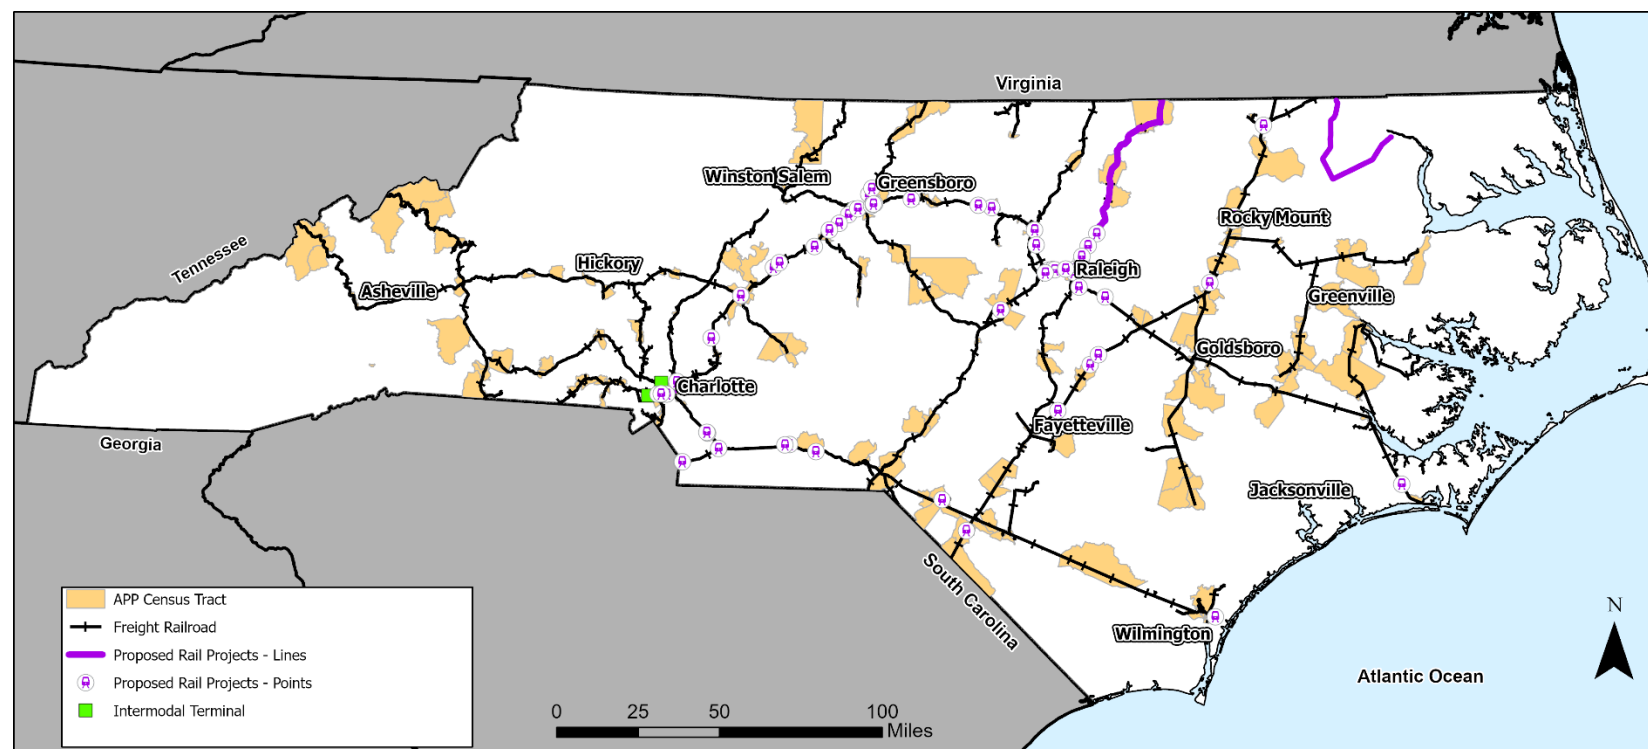 Virginia
Winston Salem
Greensboro
Tennessee
Rocky Mount
Hickory
Raleigh
Asheville
Greenville
Goldsboro
Charlotte
Georgia
Fayetteville
Jacksonville
South Carolina
APP Census Tract
Freight Railroad
Proposed Rail Projects - Lines
Proposed Rail Projects - Points
Intermodal Terminal
Wilmington
N
Atlantic Ocean
0 25 50 100
Miles